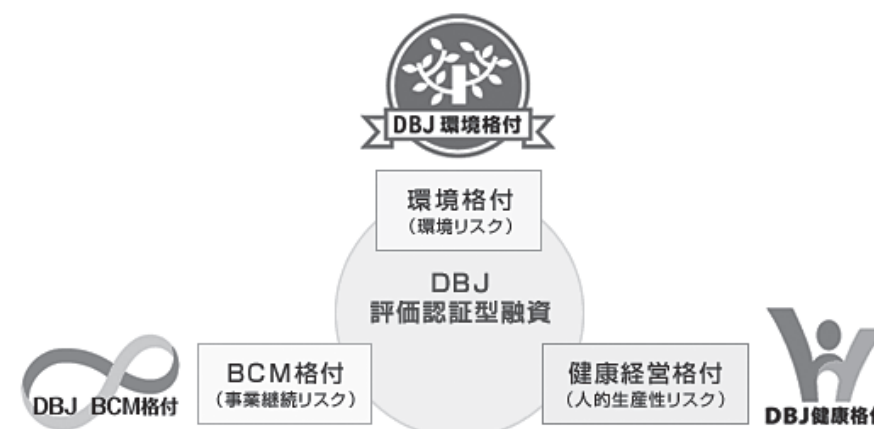 DBJ 環境格付
環境格付
（環境リスク）
DBJ
評価認証型融資
BCM格付
（事業継続リスク）
健康経営格付
（人的生産性リスク）
DBJ BCM格付
DBJ健康格付